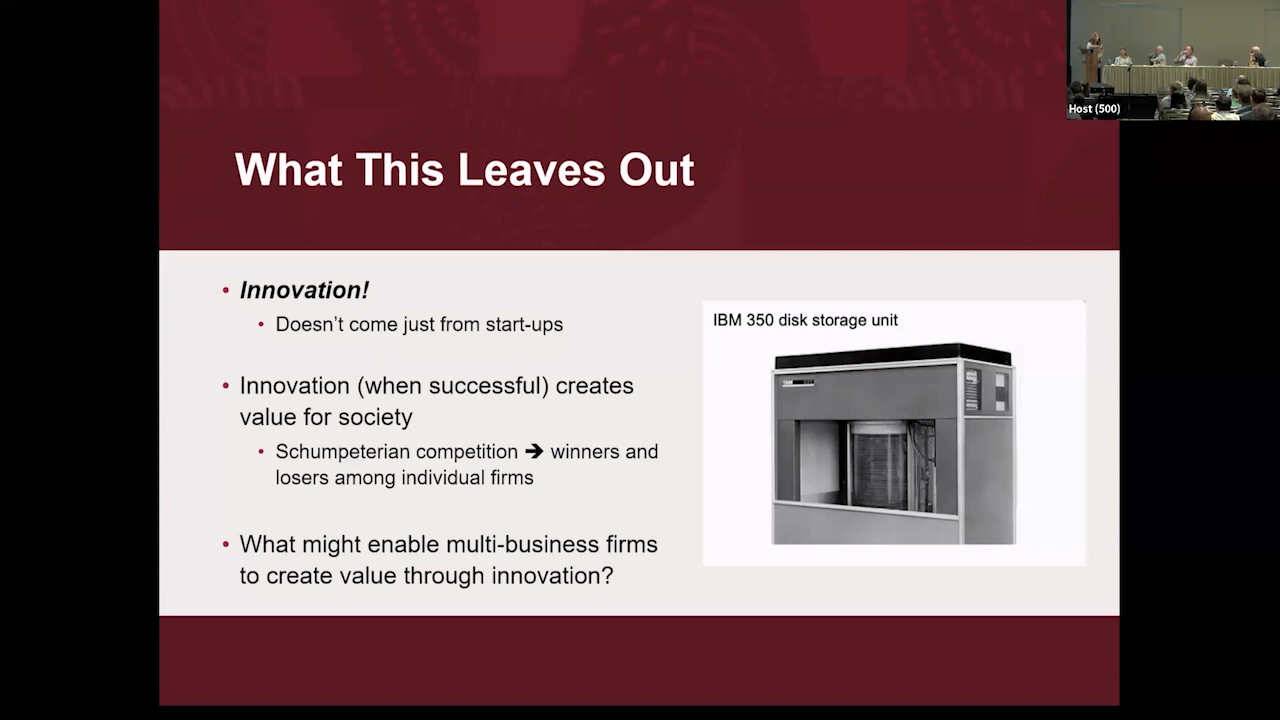 Host (500)
What This Leaves Out
• Innovation!
• Doesn't come just from start-ups
• Innovation (when successful) creates
value for society
• Schumpeterian competition ➔ winners and
losers among individual firms
• What might enable multi-business firms
to create value through innovation?
IBM 350 disk storage unit